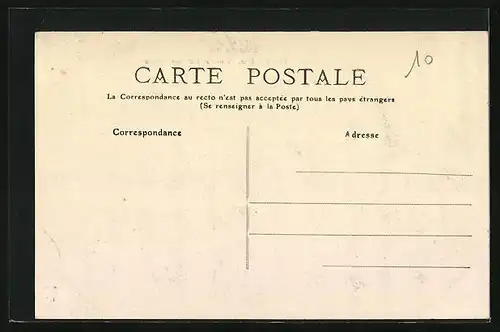 10
CARTE POSTALE
La Correspondance au recto n'est pas acceptée par tous les pays étrangers
(Se renseigner à la Poste)
Correspondance
Adresse